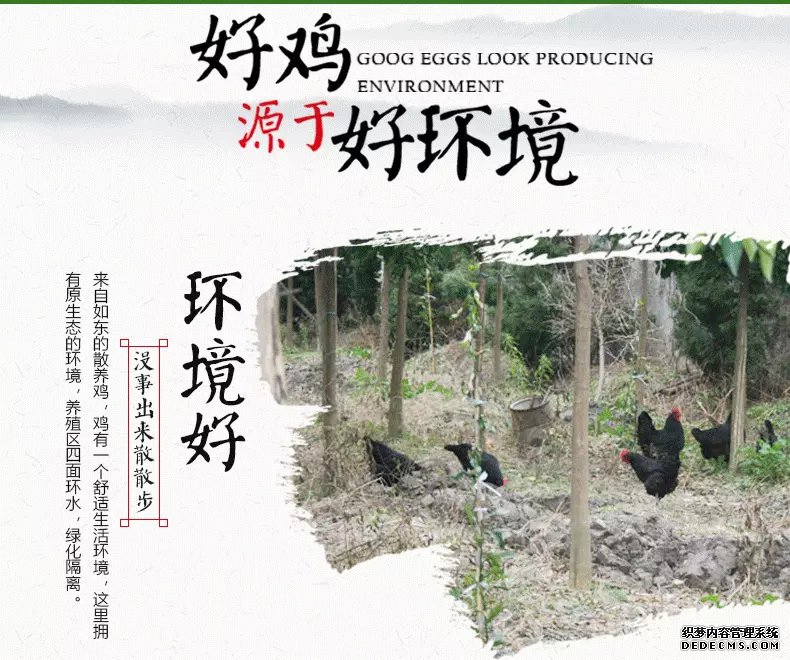 好鸡
GOOG EGGS LOOK PRODUCING
ENVIRONMENT
源于好环境
环境好
没事出来散散步
来自如东的散养鸡，鸡有一个舒适生活环境，这里拥
有原生态的环境，养殖区四面环水，绿化隔离。
织梦内容管理系统
DEDECMS.COM